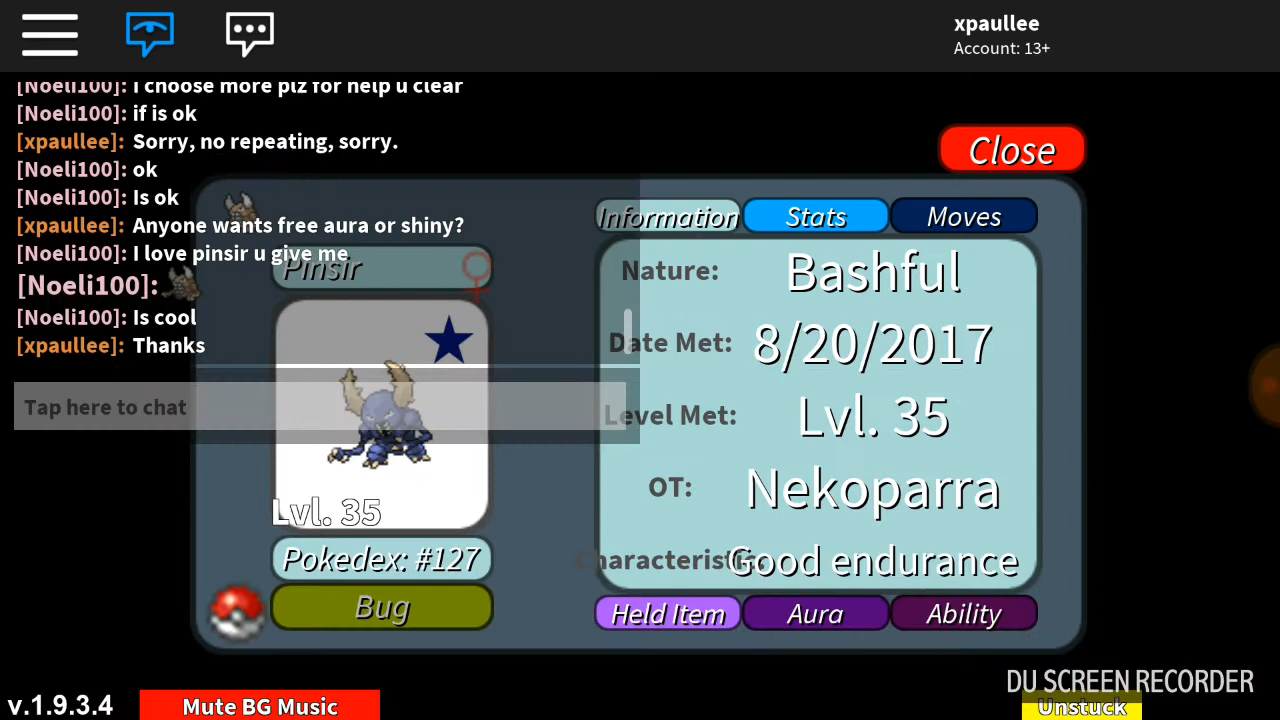 xpaullee
Account: 13+
[Noeli100]: I choose more plz for help u clear
[Noeli100]: if is ok
[xpaullee]: Sorry, no repeating, sorry.
[Noeli100]: ok
[Noeli100]: Is ok
[xpaullee]: Anyone wants free aura or shiny?
[Noeli100]: I love pinsir u give me
[Noeli100]:
[Noeli100]: Is cool
[xpaullee]: Thanks
Tap here to chat
Close
Pinsir
Lvl. 35
Pokedex: #127
Bug
Information Stats Moves
Nature: Bashful
Date Met: 8/20/2017
Level Met: Lvl. 35
OT: Nekoparra
Characteristic: Good endurance
Held Item Aura Ability
DU SCREEN RECORDER
v.1.9.3.4
Mute BG Music
Unstuck